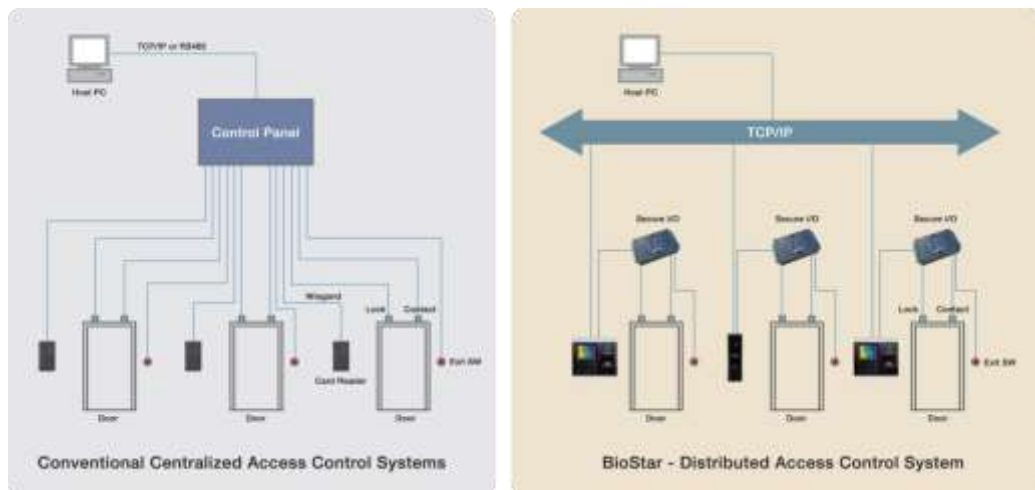 TCP/IP or RS485
Host PC
Control Panel
Wiegand
Lock
Contact
Exit SW
Card Reader
Door
Door
Door
Conventional Centralized Access Control Systems
Host PC
TCP/IP
Secure I/O
Secure I/O
Secure I/O
Lock
Contact
Exit SW
Door
Door
Door
BioStar - Distributed Access Control System